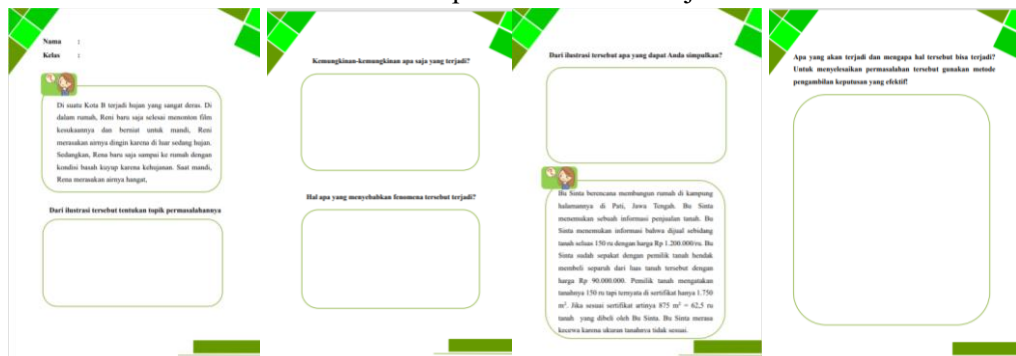 Nama :
Kelas :
Di suatu Kota B terjadi hujan yang sangat deras. Di
dalam rumah, Reni baru saja selesai menonton film
kesukaannya dan berniat untuk mandi, Reni
merasakan airnya dingin karena di luar sedang hujan.
Sedangkan, Rena baru saja sampai ke rumah dengan
kondisi basah kuyup karena kehujanan. Saat mandi,
Rena merasakan airnya hangat,
Dari ilustrasi tersebut tentukan topik permasalahannya
Kemungkinan-kemungkinan apa saja yang terjadi?
Hal apa yang menyebabkan fenomena tersebut terjadi?
Dari ilustrasi tersebut apa yang dapat Anda simpulkan?
Bu Sinta berencana membangun rumah di kampung
halamannya di Pati, Jawa Tengah. Bu Sinta
menemukan sebuah informasi penjualan tanah. Bu
Sinta menemukan informasi bahwa dijual sebidang
tanah seluas 150 ru dengan harga Rp 1.200.000/ru. Bu
Sinta sudah sepakat dengan pemilik tanah hendak
membeli separuh dari luas tanah tersebut dengan
harga Rp 90.000.000. Pemilik tanah mengatakan
tanahnya 150 ru tapi ternyata di sertifikat hanya 1.750
m². Jika sesuai sertifikat artinya 875 m² = 62,5 ru
tanah yang dibeli oleh Bu Sinta. Bu Sinta merasa
kecewa karena ukuran tanahnya tidak sesuai.
Apa yang akan terjadi dan mengapa hal tersebut bisa terjadi?
Untuk menyelesaikan permasalahan tersebut gunakan metode
pengambilan keputusan yang efektif!